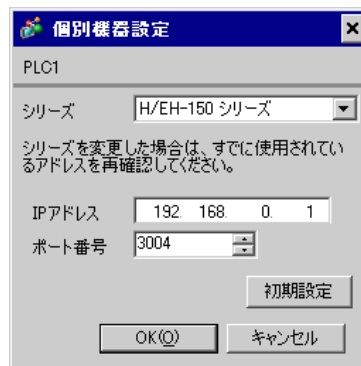 個別機器設定
PLC1
シリーズ H/EH-150 シリーズ
シリーズを変更した場合は、すでに使用されてい
るアドレスを再確認してください。
IPアドレス 192. 168. 0. 1
ポート番号 3004
初期設定
OK(O) キャンセル